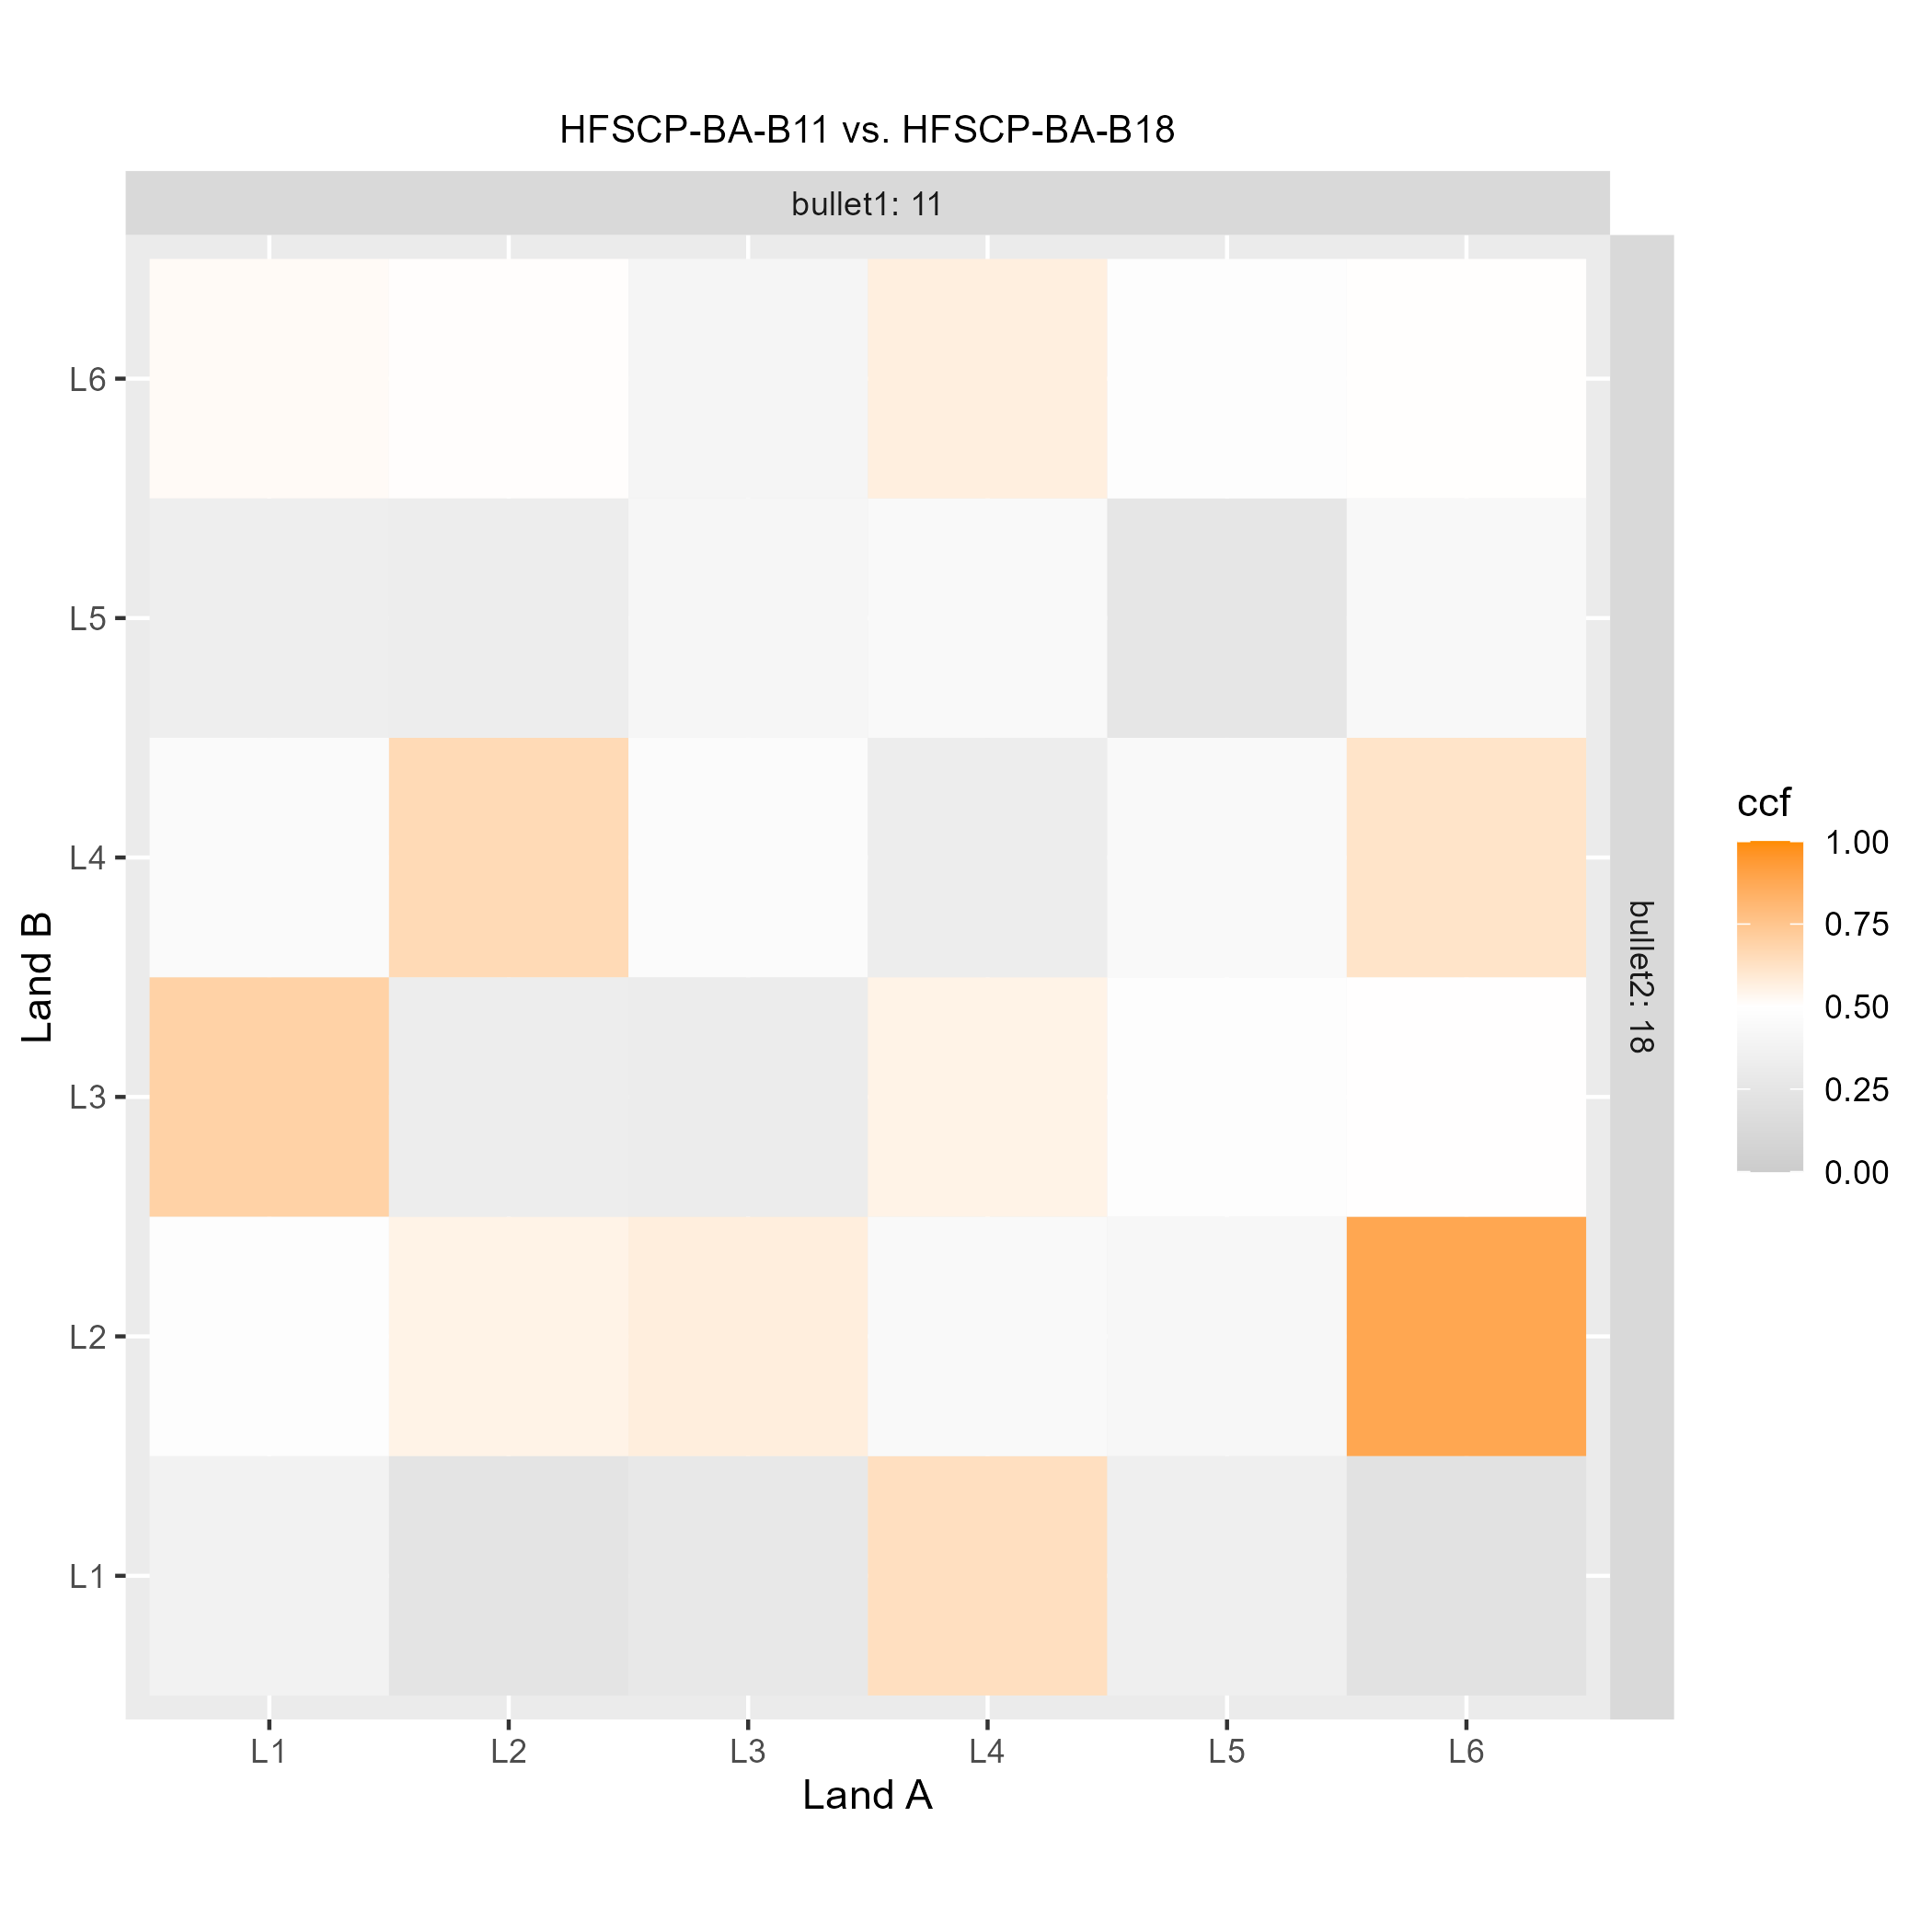 HFSCP-BA-B11 vs. HFSCP-BA-B18
bullet1: 11
L6
L5
L4
L3
L2
L1
Land B
bullet2: 18
ccf
1.00
0.75
0.50
0.25
0.00
L1
L2
L3
L4
L5
L6
Land A